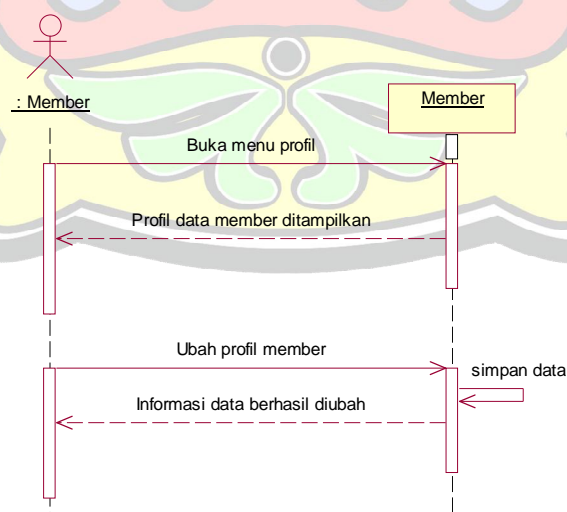 : Member
Member
Buka menu profil
Profil data member ditampilkan
Ubah profil member
simpan data
Informasi data berhasil diubah